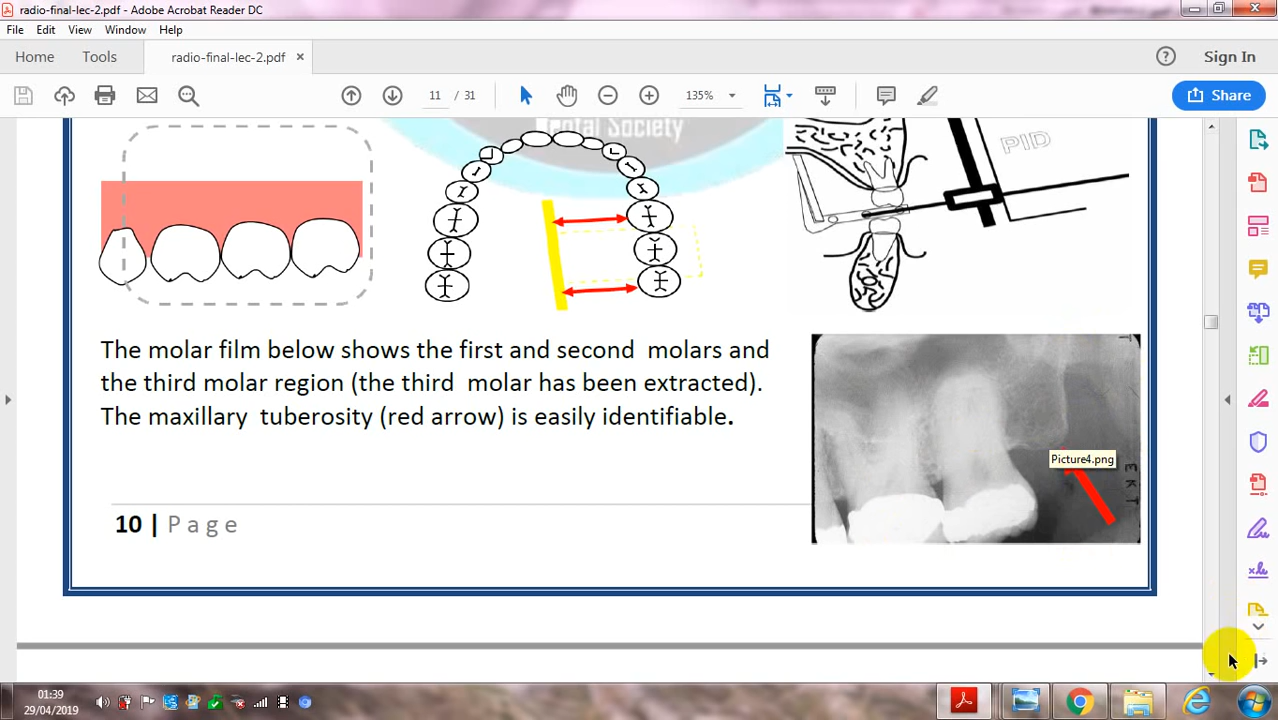 radio-final-lec-2.pdf - Adobe Acrobat Reader DC
File Edit View Window Help
Home Tools radio-final-lec-2.pdf × ? Sign In
11 / 31 135% Share
Dental Society
PID
The molar film below shows the first and second molars and
the third molar region (the third molar has been extracted).
The maxillary tuberosity (red arrow) is easily identifiable.
Picture4.png
E K T
10 | P a g e
01:39
29/04/2019